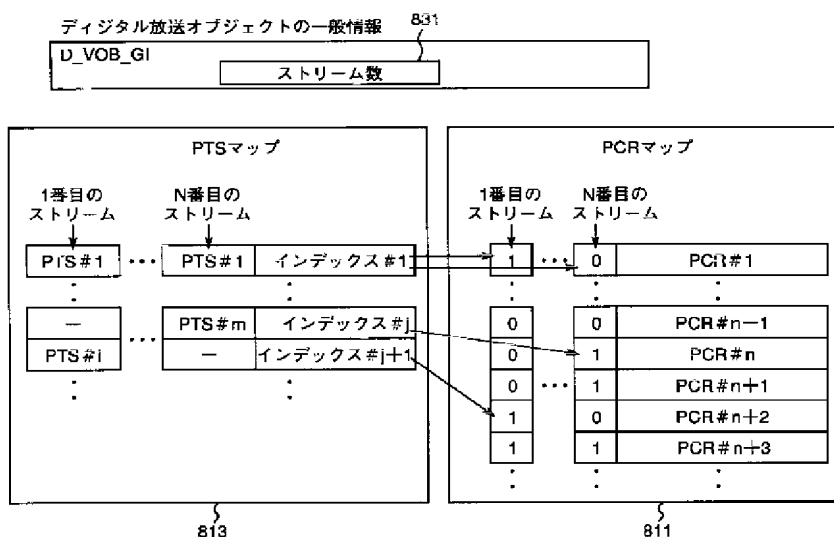 ディジタル放送オブジェクトの一般情報
831
D_VOB_GI
ストリーム数
PTSマップ
1番目の
ストリーム
N番目の
ストリーム
PTS#1 ・・・ PTS#1 インデックス#1
― PTS#m インデックス#j
PTS#i ・・・ ― インデックス#j+1
813
PCRマップ
1番目の
ストリーム
N番目の
ストリーム
1 ・・・ 0 PCR#1
0 0 PCR#n-1
0 1 PCR#n
0 ・・・ 1 PCR#n+1
1 0 PCR#n+2
1 1 PCR#n+3
811